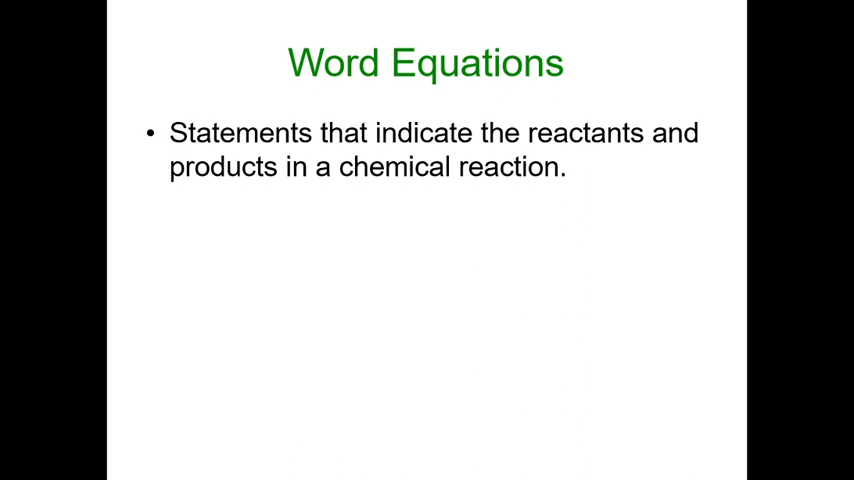 Word Equations
• Statements that indicate the reactants and
products in a chemical reaction.